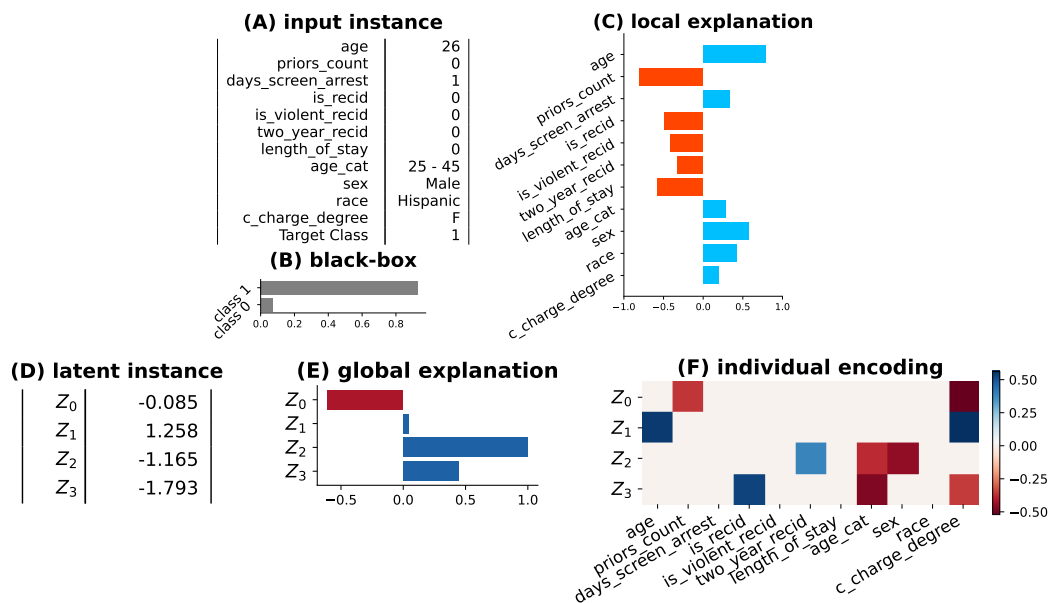 (A) input instance
age 26
priors_count 0
days_screen_arrest 1
is_recid 0
is_violent_recid 0
two_year_recid 0
length_of_stay 0
age_cat 25 - 45
sex Male
race Hispanic
c_charge_degree F
Target Class 1
(B) black-box
class 1
class 0
0.0 0.2 0.4 0.6 0.8
(C) local explanation
age
priors_count
days_screen_arrest
is_recid
is_violent_recid
two_year_recid
length_of_stay
age_cat
sex
race
c_charge_degree
−1.0 −0.5 0.0 0.5 1.0
(D) latent instance
Z0 -0.085
Z1 1.258
Z2 -1.165
Z3 -1.793
(E) global explanation
Z0
Z1
Z2
Z3
−0.5 0.0 0.5 1.0
(F) individual encoding
Z0
Z1
Z2
Z3
age
priors_count
days_screen_arrest
is_recid
is_violent_recid
two_year_recid
length_of_stay
age_cat
sex
race
c_charge_degree
0.50
0.25
0.00
−0.25
−0.50